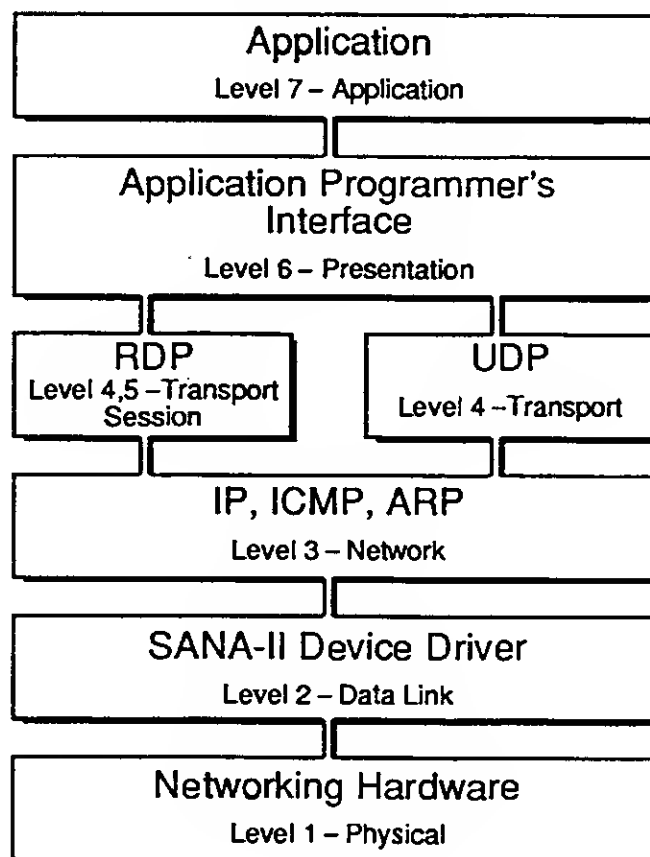 Application
Level 7 – Application
Application Programmer's
Interface
Level 6 – Presentation
RDP
Level 4,5 –Transport
Session
UDP
Level 4 –Transport
IP, ICMP, ARP
Level 3 – Network
SANA-II Device Driver
Level 2 – Data Link
Networking Hardware
Level 1 – Physical